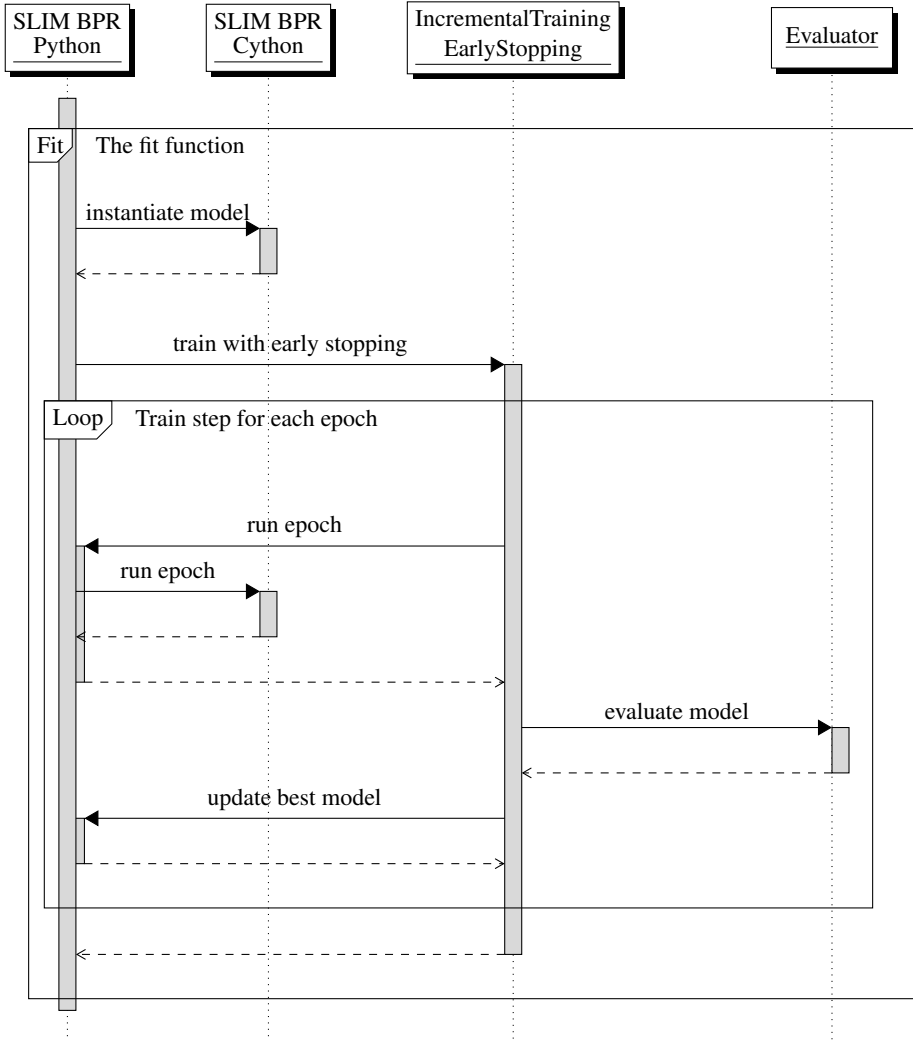 SLIM BPR
Python
SLIM BPR
Cython
IncrementalTraining
EarlyStopping
Evaluator
Fit
The fit function
instantiate model
train with early stopping
Loop
Train step for each epoch
run epoch
run epoch
evaluate model
update best model